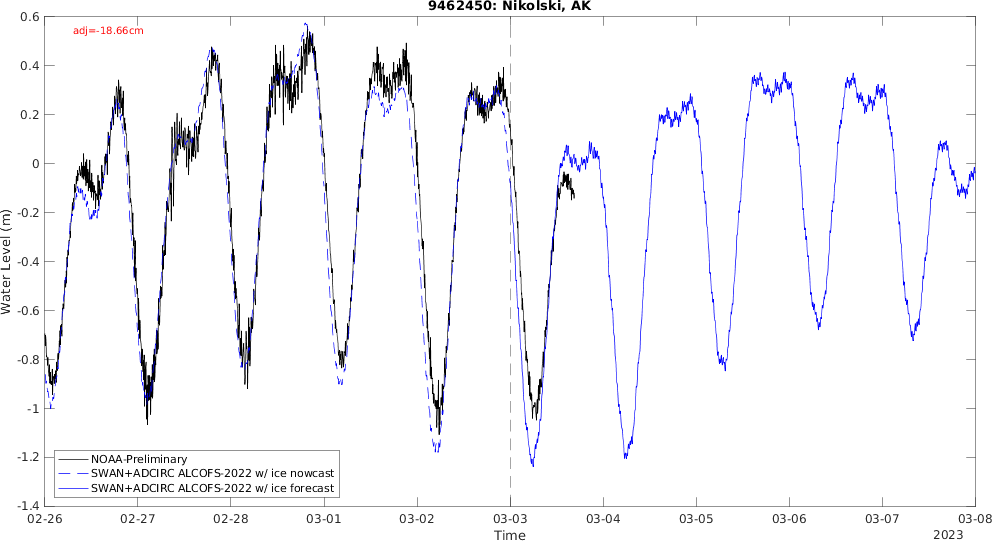 9462450: Nikolski, AK
adj=-18.66cm
0.6
0.4
0.2
0
-0.2
-0.4
-0.6
-0.8
-1
-1.2
-1.4
Water Level (m)
NOAA-Preliminary
SWAN+ADCIRC ALCOFS-2022 w/ ice nowcast
SWAN+ADCIRC ALCOFS-2022 w/ ice forecast
02-26 02-27 02-28 03-01 03-02 03-03 03-04 03-05 03-06 03-07 03-08
Time
2023